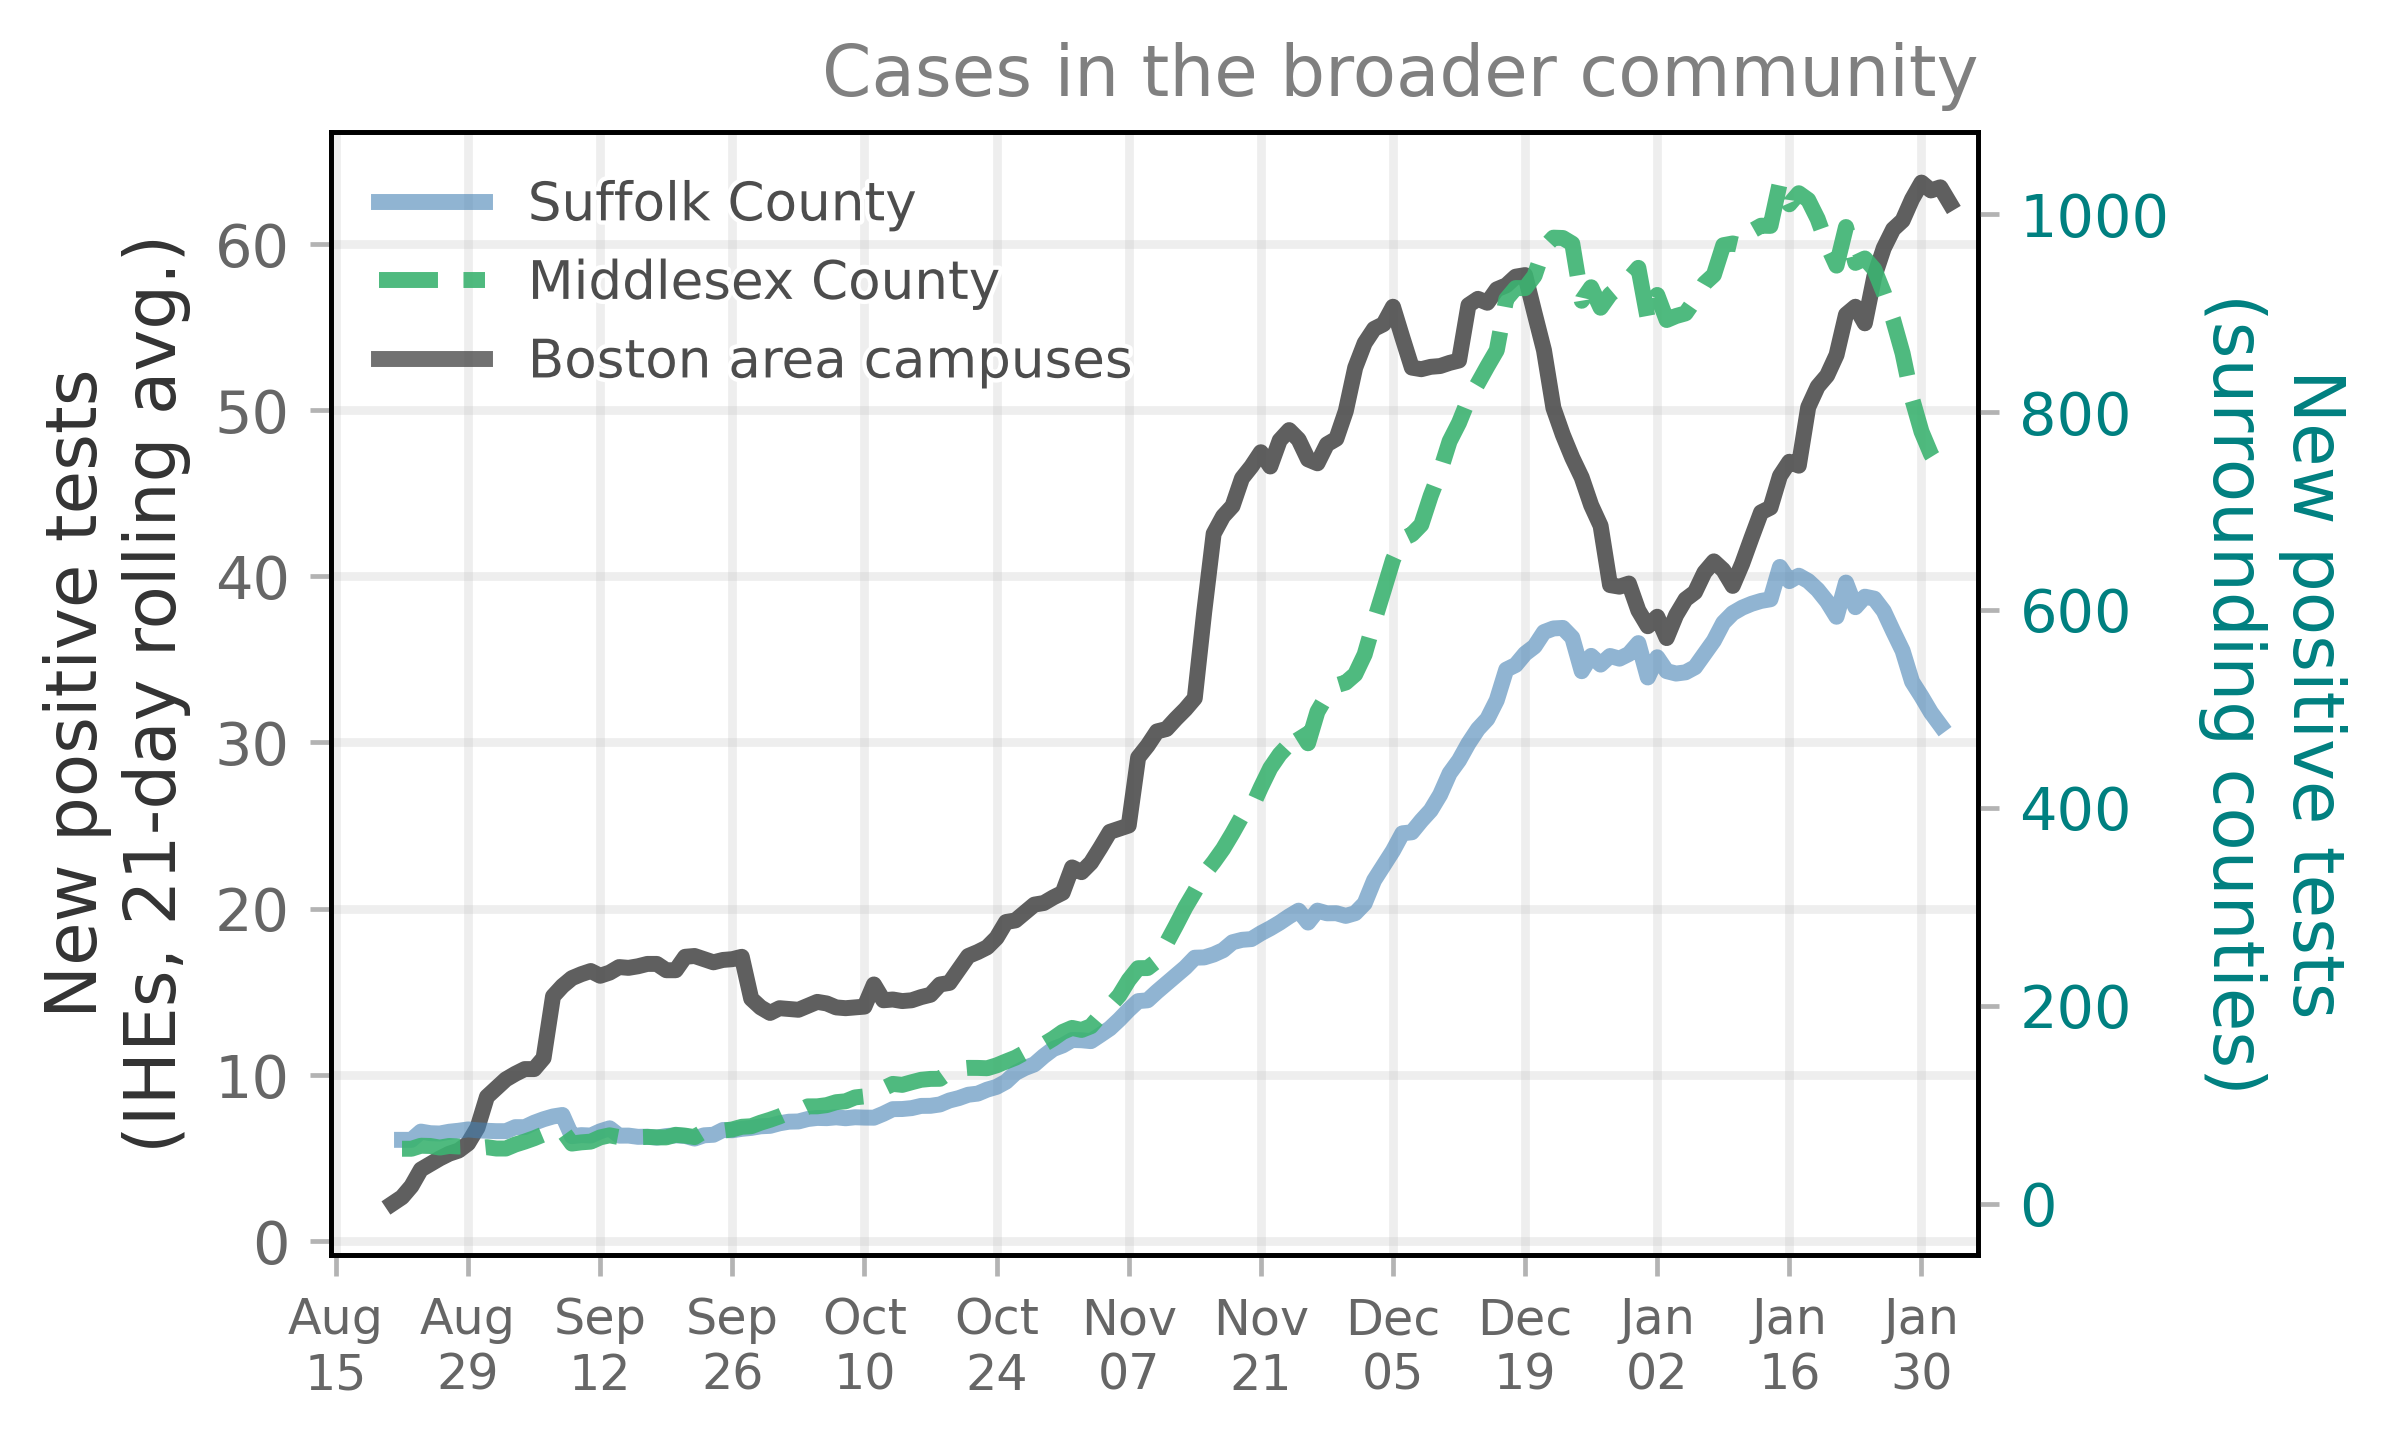 Cases in the broader community
Suffolk County
Middlesex County
Boston area campuses
New positive tests
(IHEs, 21-day rolling avg.)
60
50
40
30
20
10
0
1000
800
600
400
200
0
New positive tests
(surrounding counties)
Aug Aug Sep Sep Oct Oct Nov Nov Dec Dec Jan Jan Jan
15 29 12 26 10 24 07 21 05 19 02 16 30